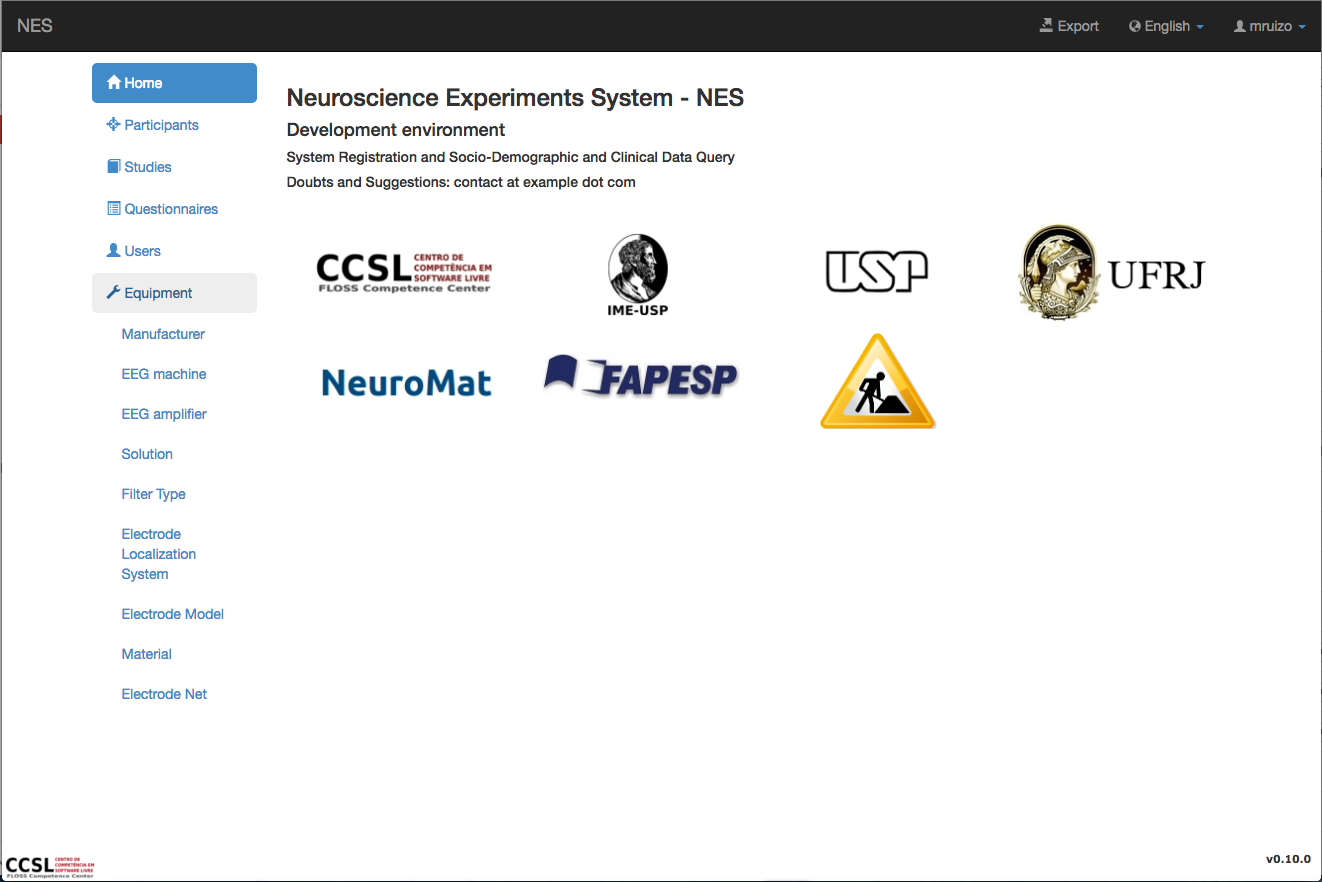 NES
Export
English
mruizo
Home
Participants
Studies
Questionnaires
Users
Equipment
Manufacturer
EEG machine
EEG amplifier
Solution
Filter Type
Electrode
Localization
System
Electrode Model
Material
Electrode Net
Neuroscience Experiments System - NES
Development environment
System Registration and Socio-Demographic and Clinical Data Query
Doubts and Suggestions: contact at example dot com
CCSL
CENTRO DE
COMPETÊNCIA EM
SOFTWARE LIVRE
FLOSS Competence Center
IME-USP
USP
UFRJ
NeuroMat
FAPESP
CCSL
CENTRO DE
COMPETÊNCIA EM
SOFTWARE LIVRE
FLOSS Competence Center
v0.10.0